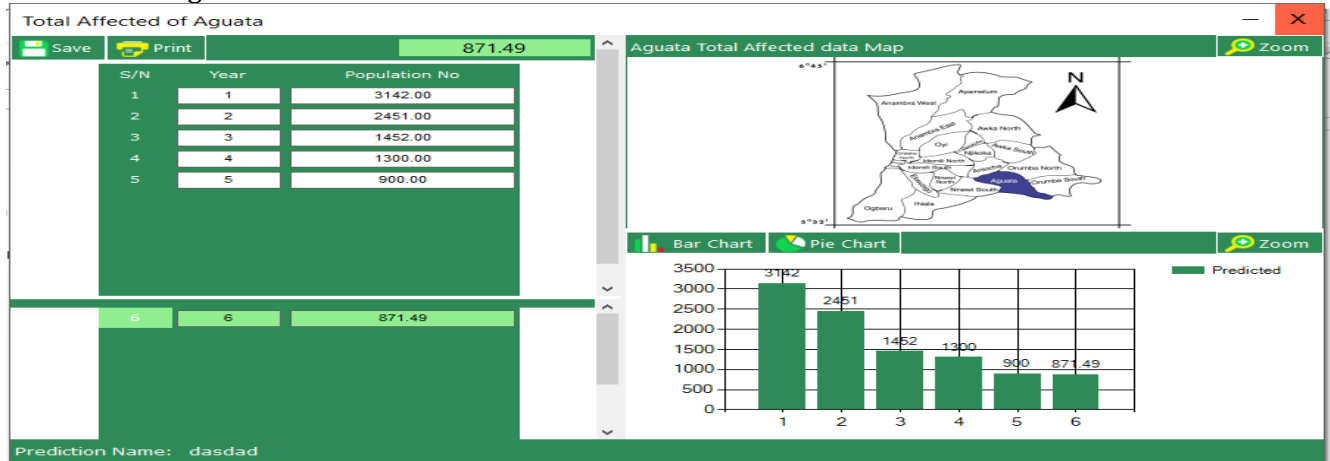 Total Affected of Aguata
Save Print 871.49
S/N Year Population No
1 1 3142.00
2 2 2451.00
3 3 1452.00
4 4 1300.00
5 5 900.00
6 6 871.49
Prediction Name: dasdad
Aguata Total Affected data Map Zoom
6°45'
N
Ayamelum
Anambra West
Anambra East
Awka North
Oyi
Njikoka
Awka South
Idemili North
Idemili South
Anaocha
Orumba North
Nnewi North
Aguata
Orumba South
Nnewi South
Ogbaru
Ihiala
Bar Chart Pie Chart Zoom
Predicted
3500
3000
2500
2000
1500
1000
500
0
3142
2451
1452
1300
900
871.49
1 2 3 4 5 6